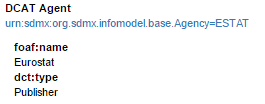 DCAT Agent
urn:sdmx:org.sdmx.infomodel.base.Agency=ESTAT
foaf:name
Eurostat
dct:type
Publisher